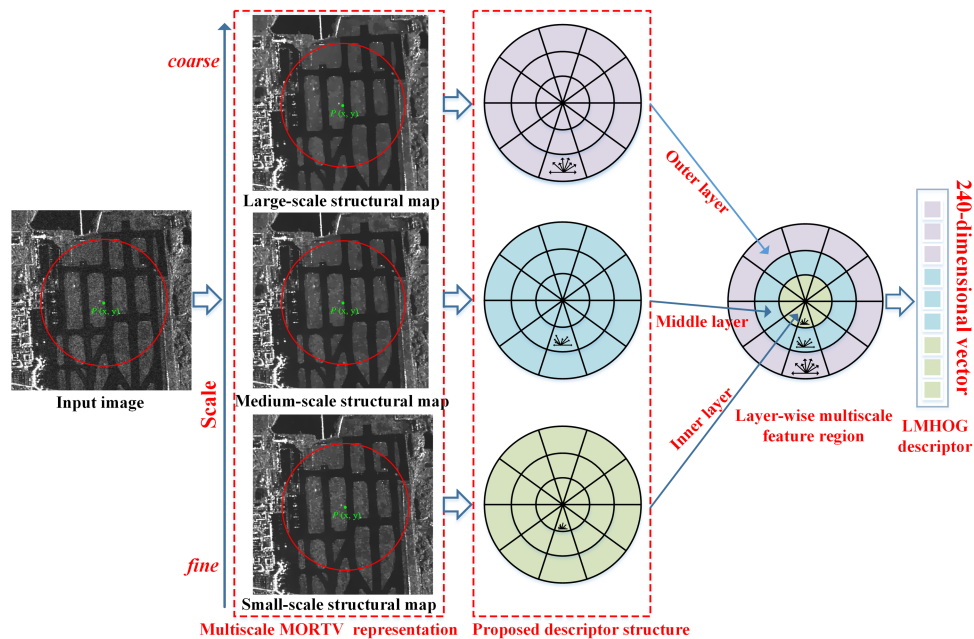 coarse
P (x, y)
Large-scale structural map
Outer layer
P (x, y)
Input image
Scale
P (x, y)
Medium-scale structural map
Middle layer
Layer-wise multiscale
feature region
240-dimensional vector
LMHOG
descriptor
Inner layer
fine
P (x, y)
Small-scale structural map
Multiscale MORTV representation
Proposed descriptor structure